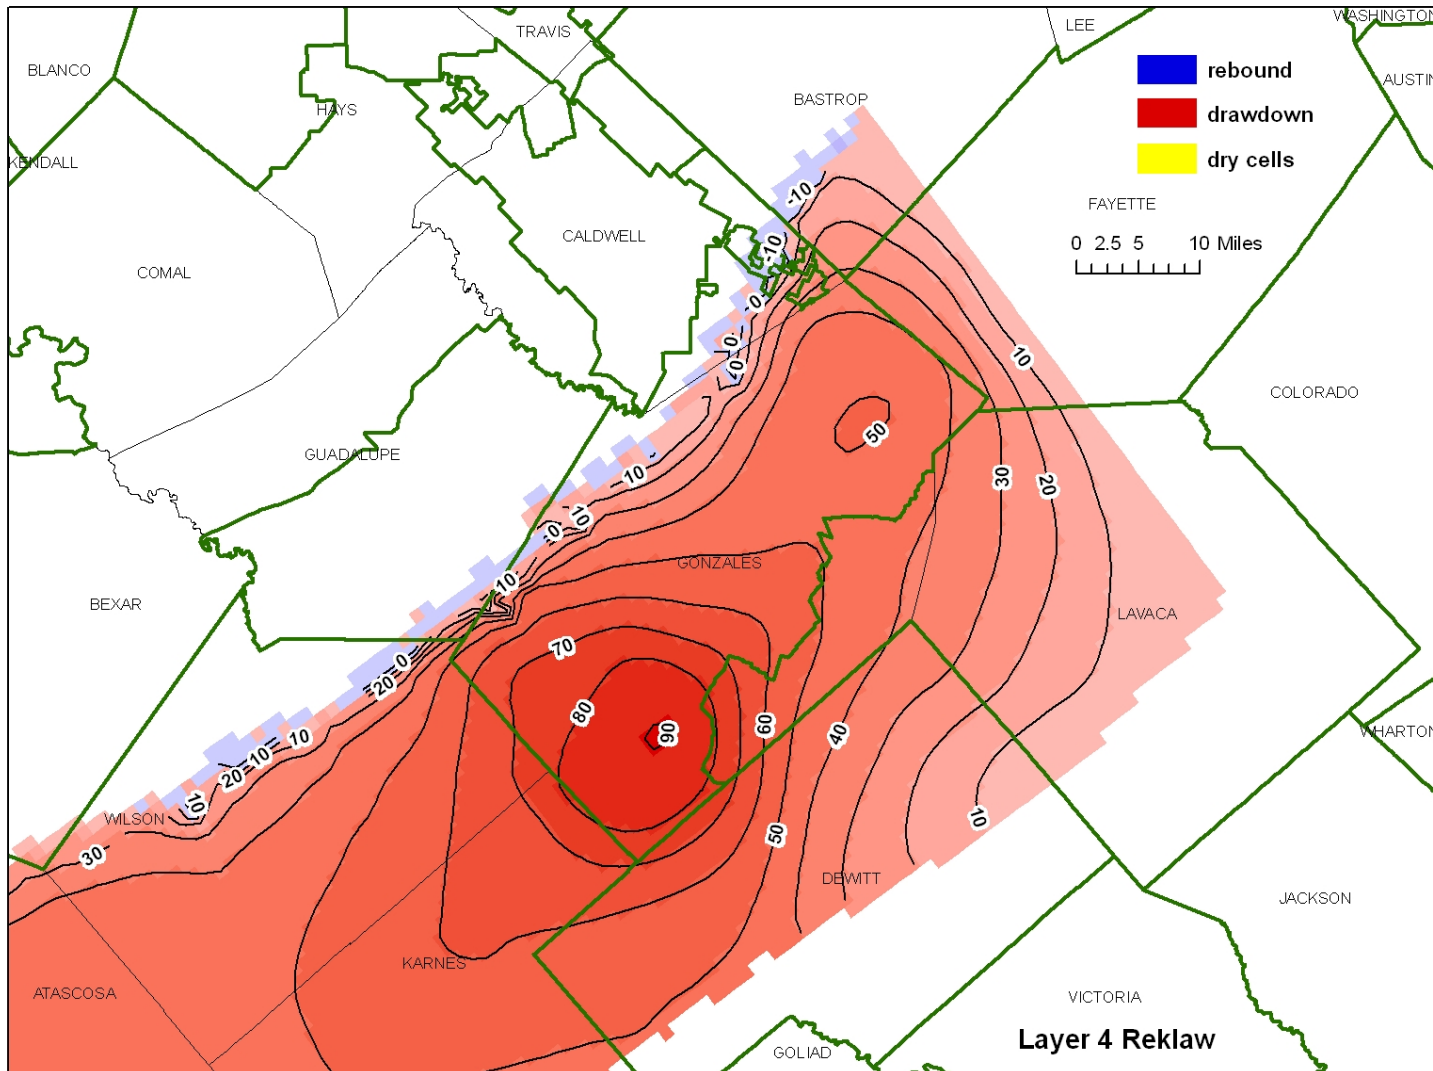 WASHINGTON
LEE
TRAVIS
BLANCO
rebound
AUSTIN
BASTROP
HAYS
drawdown
KENDALL
dry cells
-10
FAYETTE
CALDWELL
0 2.5 5 10 Miles
-10
COMAL
0
0
10
10
COLORADO
50
GUADALUPE
10
30
20
10
0
GONZALES
10
BEXAR
LAVACA
70
0
20
80
60
90
40
WHARTON
10
10
20
10
WILSON
10
50
30
DEWITT
JACKSON
KARNES
ATASCOSA
VICTORIA
Layer 4 Reklaw
GOLIAD